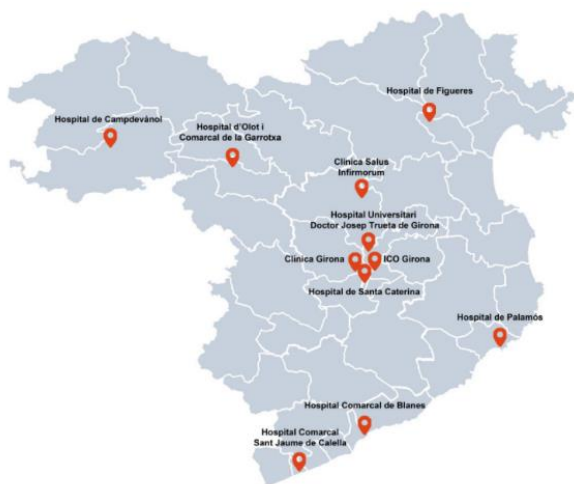 Hospital de Figueres
Hospital de Campdevànol
Hospital d'Olot i
Comarcal de la Garrotxa
Clínica Salus
Infirmorum
Hospital Universitari
Doctor Josep Trueta de Girona
Clínica Girona
ICO Girona
Hospital de Santa Caterina
Hospital de Palamós
Hospital Comarcal de Blanes
Hospital Comarcal
Sant Jaume de Calella